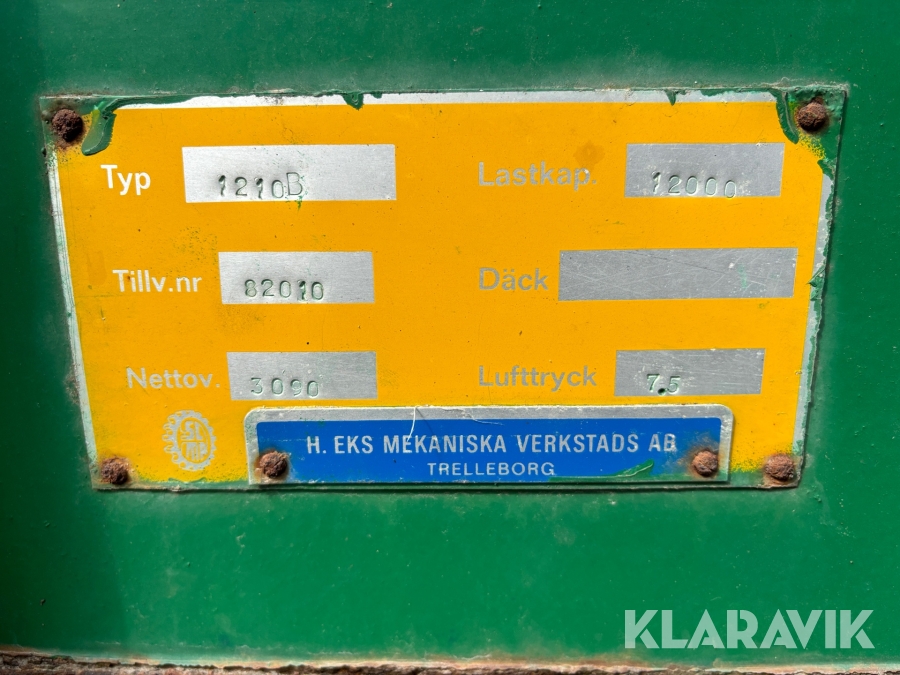 Typ 1210B Lastkap. 12000
Tillv.nr 82010 Däck
Nettov. 3090 Lufttryck 7.5
H. EKS MEKANISKA VERKSTADS AB
TRELLEBORG
KLARAVIK